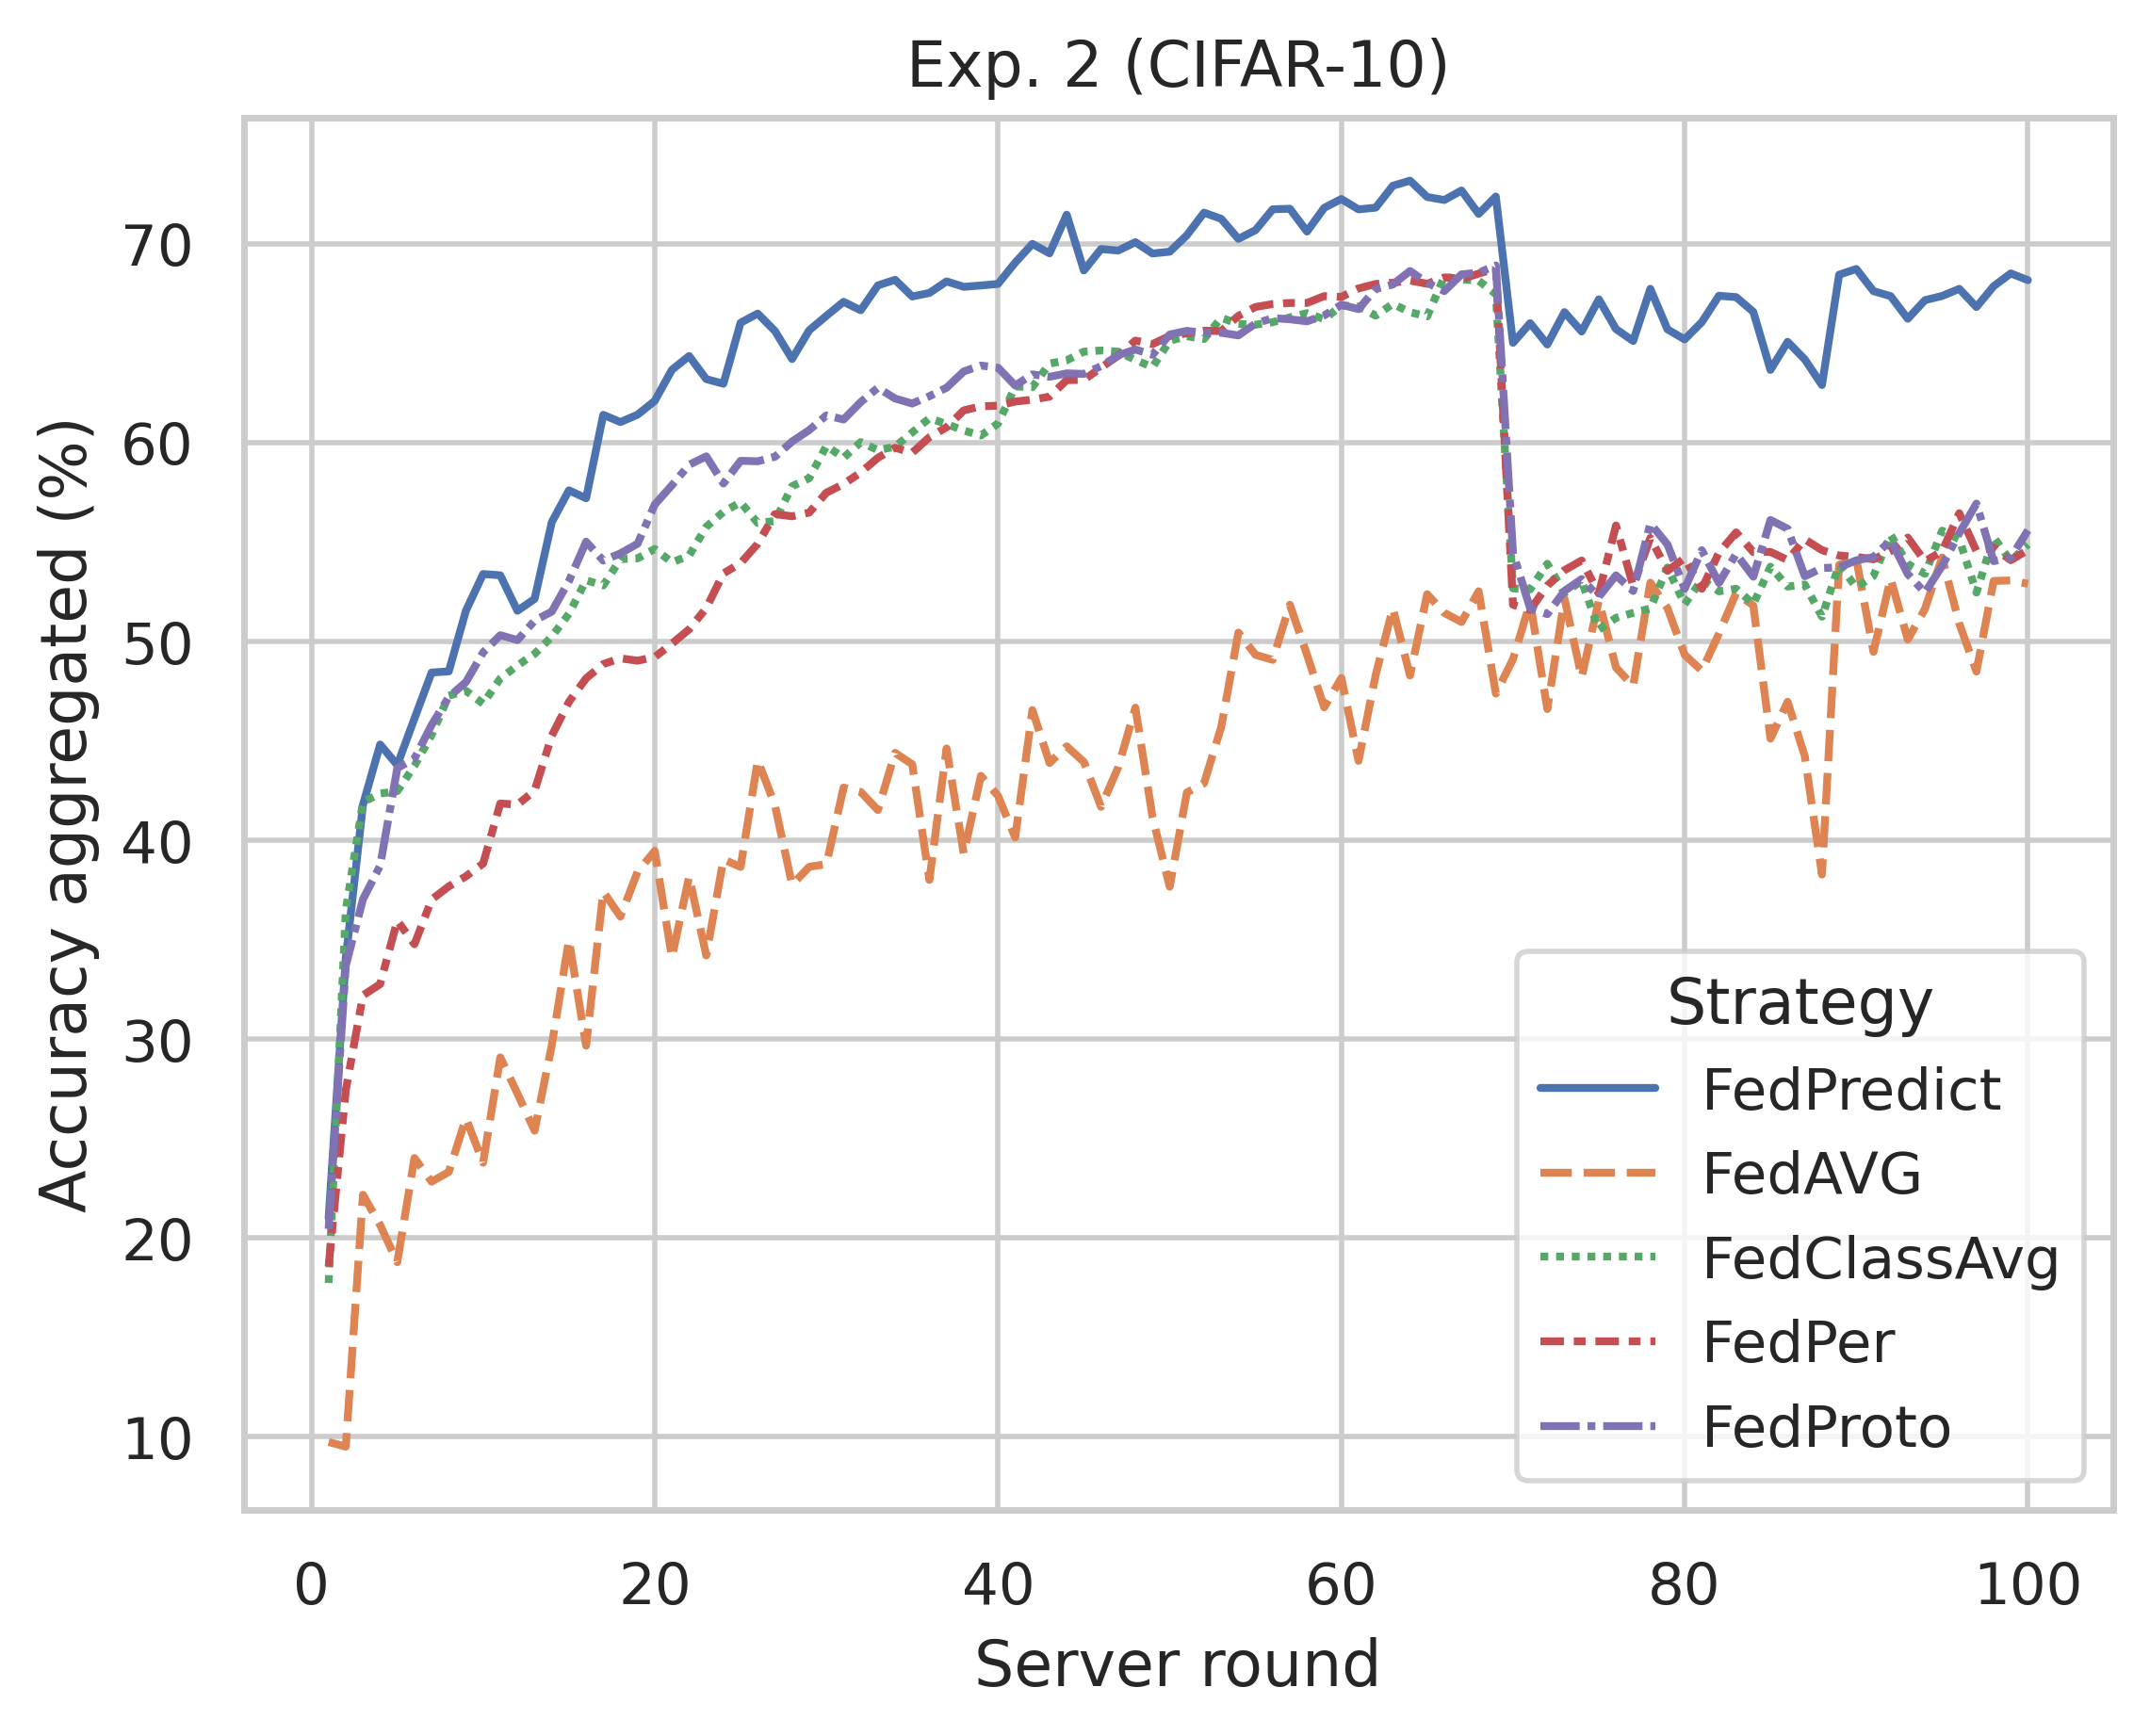 Exp. 2 (CIFAR-10)
Accuracy aggregated (%)
70
60
50
40
30
20
10
0 20 40 60 80 100
Server round
Strategy
FedPredict
FedAVG
FedClassAvg
FedPer
FedProto